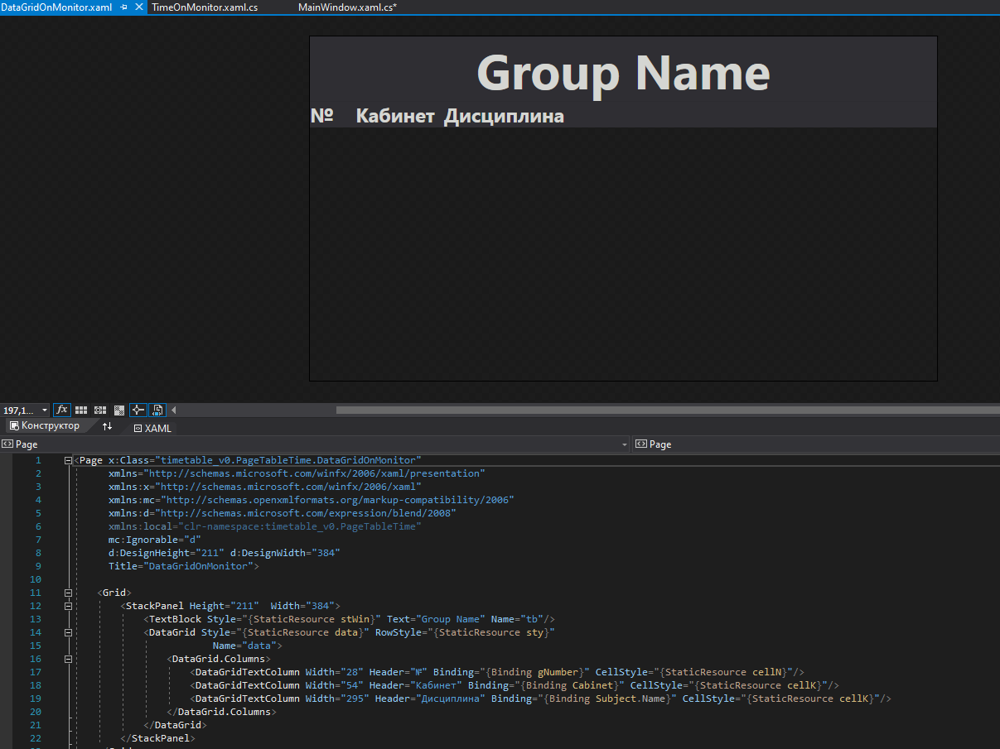 DataGridOnMonitor.xaml TimeOnMonitor.xaml.cs MainWindow.xaml.cs*
Group Name
№ Кабинет Дисциплина
197,1...
Конструктор XAML
Page Page
1 <Page x:Class="timetable_v0.PageTableTime.DataGridOnMonitor"
2 xmlns="http://schemas.microsoft.com/winfx/2006/xaml/presentation"
3 xmlns:x="http://schemas.microsoft.com/winfx/2006/xaml"
4 xmlns:mc="http://schemas.openxmlformats.org/markup-compatibility/2006"
5 xmlns:d="http://schemas.microsoft.com/expression/blend/2008"
6 xmlns:local="clr-namespace:timetable_v0.PageTableTime"
7 mc:Ignorable="d"
8 d:DesignHeight="211" d:DesignWidth="384"
9 Title="DataGridOnMonitor">
10
11 <Grid>
12 <StackPanel Height="211" Width="384">
13 <TextBlock Style="{StaticResource stWin}" Text="Group Name" Name="tb"/>
14 <DataGrid Style="{StaticResource data}" RowStyle="{StaticResource sty}"
15 Name="data">
16 <DataGrid.Columns>
17 <DataGridTextColumn Width="28" Header="№" Binding="{Binding gNumber}" CellStyle="{StaticResource cellN}"/>
18 <DataGridTextColumn Width="54" Header="Кабинет" Binding="{Binding Cabinet}" CellStyle="{StaticResource cellK}"/>
19 <DataGridTextColumn Width="295" Header="Дисциплина" Binding="{Binding Subject.Name}" CellStyle="{StaticResource cellK}"/>
20 </DataGrid.Columns>
21 </DataGrid>
22 </StackPanel>